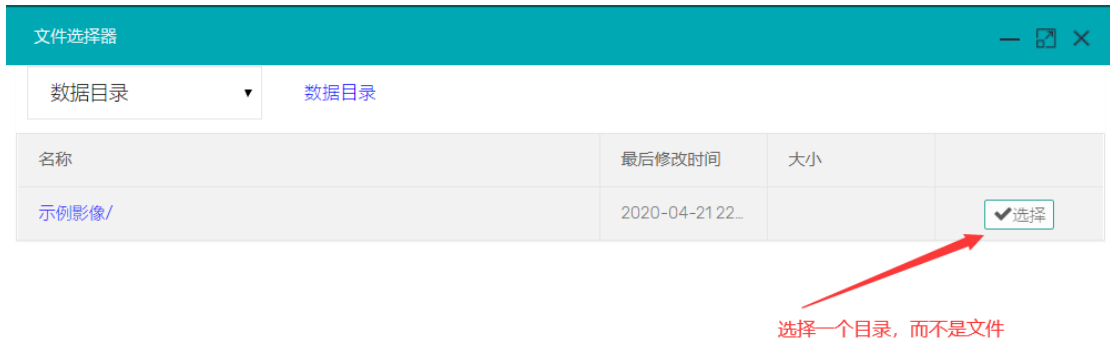 文件选择器
数据目录 数据目录
名称 最后修改时间 大小
示例影像/ 2020-04-21 22... 选择
选择一个目录，而不是文件